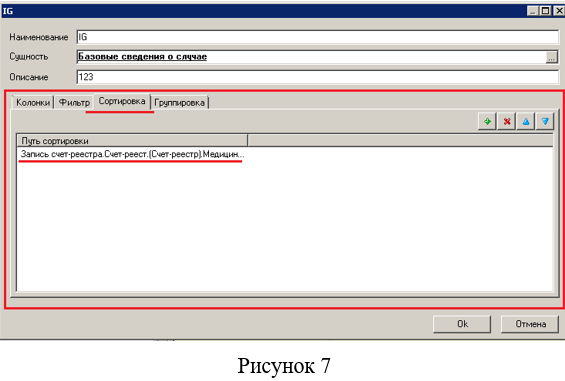 IG
Наименование IG
Сущность Базовые сведения о случае ...
Описание 123
Колонки Фильтр Сортировка Группировка
Путь сортировки
Запись счет-реестра.Счет-реест.(Счет-реестр).Медицин...
Ok Отмена
Рисунок 7